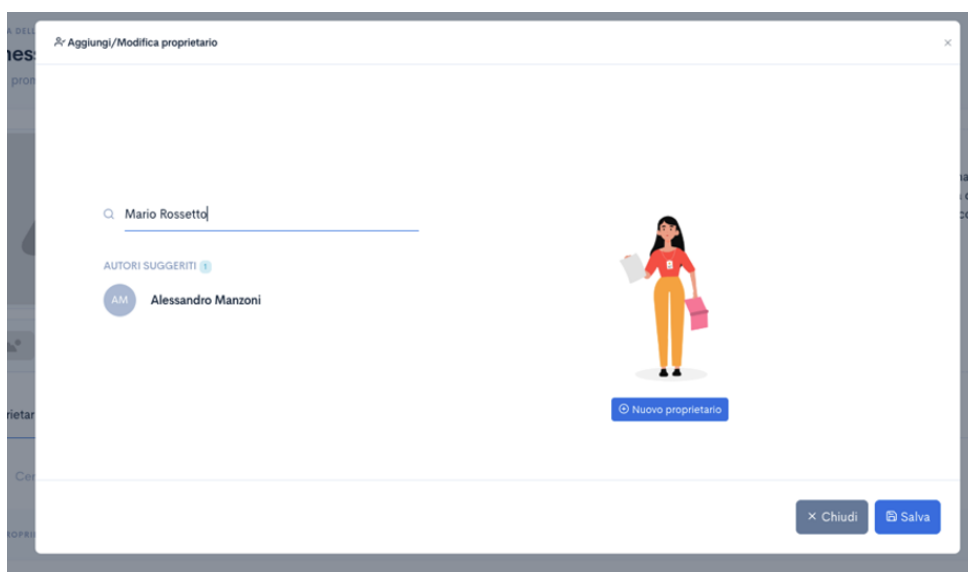 Aggiungi/Modifica proprietario
Mario Rossetto
AUTORI SUGGERITI 1
AM Alessandro Manzoni
Nuovo proprietario
Chiudi
Salva